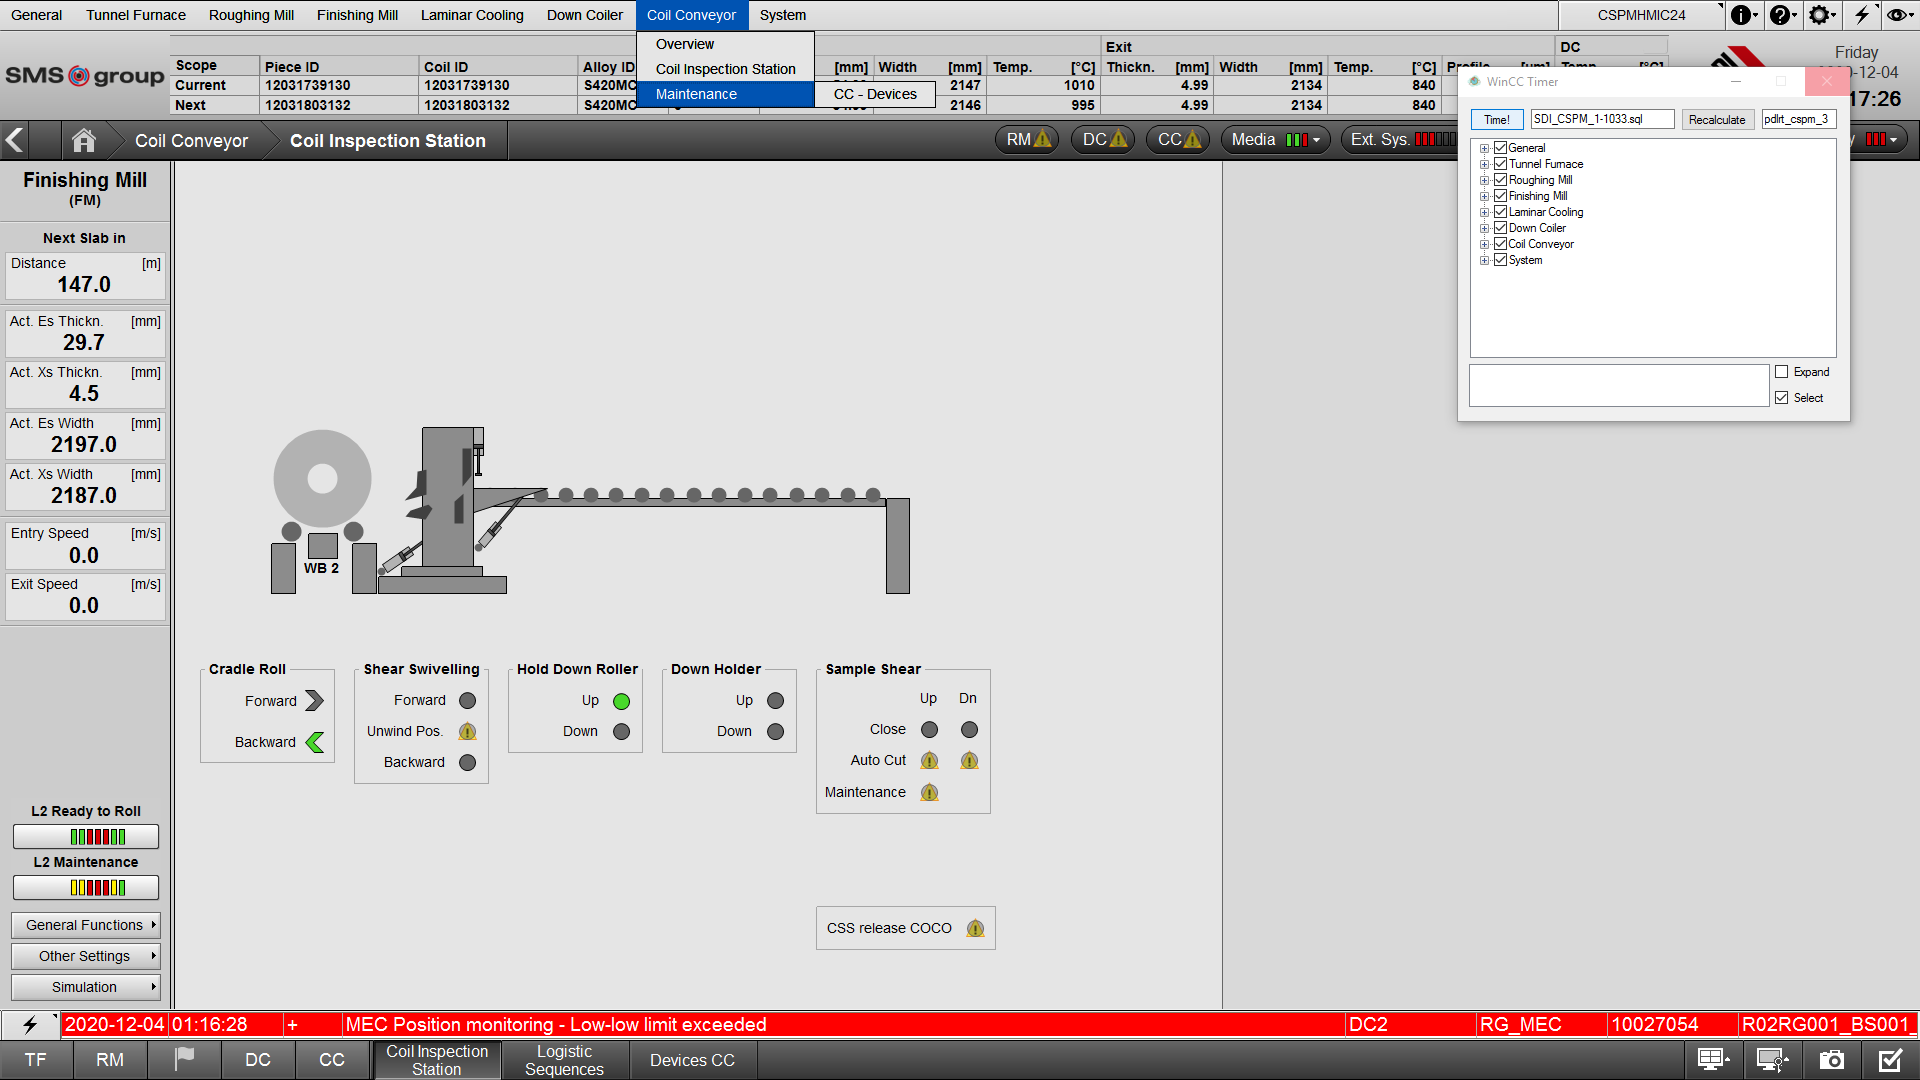 General Tunnel Furnace Roughing Mill Finishing Mill Laminar Cooling Down Coiler Coil Conveyor System CSPMHMIC24
Overview
Coil Inspection Station
Maintenance
CC - Devices
SMS group
Exit DC
Scope Piece ID Coil ID Alloy ID [mm] Width [mm] Temp. [°C] Thickn. [mm] Width [mm] Temp. [°C]
Current 12031739130 12031739130 S420MC 2147 1010 4.99 2134 840
Next 12031803132 12031803132 S420MC 2146 995 4.99 2134 840
Friday
-12-04
17:26
Coil Conveyor Coil Inspection Station RM DC CC Media Ext. Sys.
WinCC Timer
Time! SDI_CSPM_1-1033.sql Recalculate pdlrt_cspm_3
General
Tunnel Furnace
Roughing Mill
Finishing Mill
Laminar Cooling
Down Coiler
Coil Conveyor
System
Expand
Select
Finishing Mill
(FM)
Next Slab in
Distance [m]
147.0
Act. Es Thickn. [mm]
29.7
Act. Xs Thickn. [mm]
4.5
Act. Es Width [mm]
2197.0
Act. Xs Width [mm]
2187.0
Entry Speed [m/s]
0.0
Exit Speed [m/s]
0.0
WB 2
Cradle Roll
Forward
Backward
Shear Swivelling
Forward
Unwind Pos.
Backward
Hold Down Roller
Up
Down
Down Holder
Up
Down
Sample Shear
Up Dn
Close
Auto Cut
Maintenance
CSS release COCO
L2 Ready to Roll
L2 Maintenance
General Functions
Other Settings
Simulation
2020-12-04 01:16:28 + MEC Position monitoring - Low-low limit exceeded DC2 RG_MEC 10027054 R02RG001_BS001_
TF RM DC CC Coil Inspection Station Logistic Sequences Devices CC